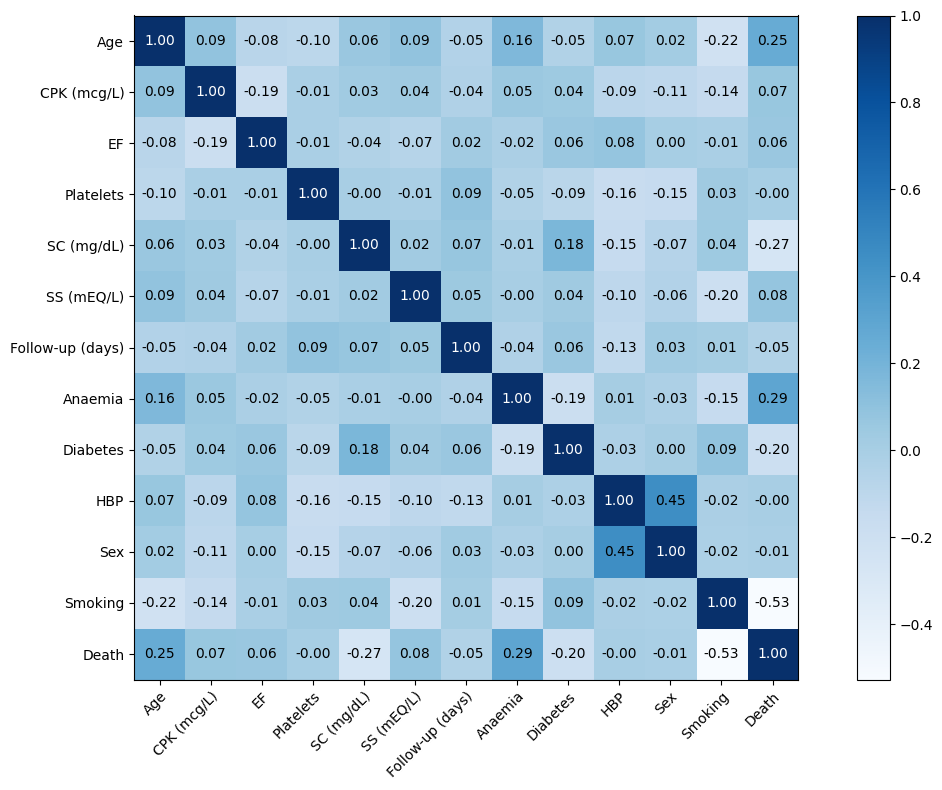 Age 1.00 0.09 -0.08 -0.10 0.06 0.09 -0.05 0.16 -0.05 0.07 0.02 -0.22 0.25
CPK (mcg/L) 0.09 1.00 -0.19 -0.01 0.03 0.04 -0.04 0.05 0.04 -0.09 -0.11 -0.14 0.07
EF -0.08 -0.19 1.00 -0.01 -0.04 -0.07 0.02 -0.02 0.06 0.08 0.00 -0.01 0.06
Platelets -0.10 -0.01 -0.01 1.00 -0.00 -0.01 0.09 -0.05 -0.09 -0.16 -0.15 0.03 -0.00
SC (mg/dL) 0.06 0.03 -0.04 -0.00 1.00 0.02 0.07 -0.01 0.18 -0.15 -0.07 0.04 -0.27
SS (mEQ/L) 0.09 0.04 -0.07 -0.01 0.02 1.00 0.05 -0.00 0.04 -0.10 -0.06 -0.20 0.08
Follow-up (days) -0.05 -0.04 0.02 0.09 0.07 0.05 1.00 -0.04 0.06 -0.13 0.03 0.01 -0.05
Anaemia 0.16 0.05 -0.02 -0.05 -0.01 -0.00 -0.04 1.00 -0.19 0.01 -0.03 -0.15 0.29
Diabetes -0.05 0.04 0.06 -0.09 0.18 0.04 0.06 -0.19 1.00 -0.03 0.00 0.09 -0.20
HBP 0.07 -0.09 0.08 -0.16 -0.15 -0.10 -0.13 0.01 -0.03 1.00 0.45 -0.02 -0.00
Sex 0.02 -0.11 0.00 -0.15 -0.07 -0.06 0.03 -0.03 0.00 0.45 1.00 -0.02 -0.01
Smoking -0.22 -0.14 -0.01 0.03 0.04 -0.20 0.01 -0.15 0.09 -0.02 -0.02 1.00 -0.53
Death 0.25 0.07 0.06 -0.00 -0.27 0.08 -0.05 0.29 -0.20 -0.00 -0.01 -0.53 1.00
Age CPK (mcg/L) EF Platelets SC (mg/dL) SS (mEQ/L) Follow-up (days) Anaemia Diabetes HBP Sex Smoking Death
1.0
0.8
0.6
0.4
0.2
0.0
−0.2
−0.4